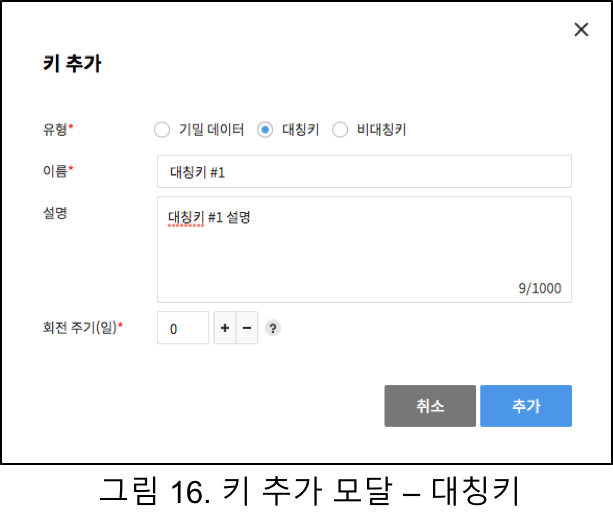 키 추가
유형* 기밀 데이터 대칭키 비대칭키
이름* 대칭키 #1
설명 대칭키 #1 설명
9/1000
회전 주기(일)* 0 + - ?
취소 추가
그림 16. 키 추가 모달 – 대칭키